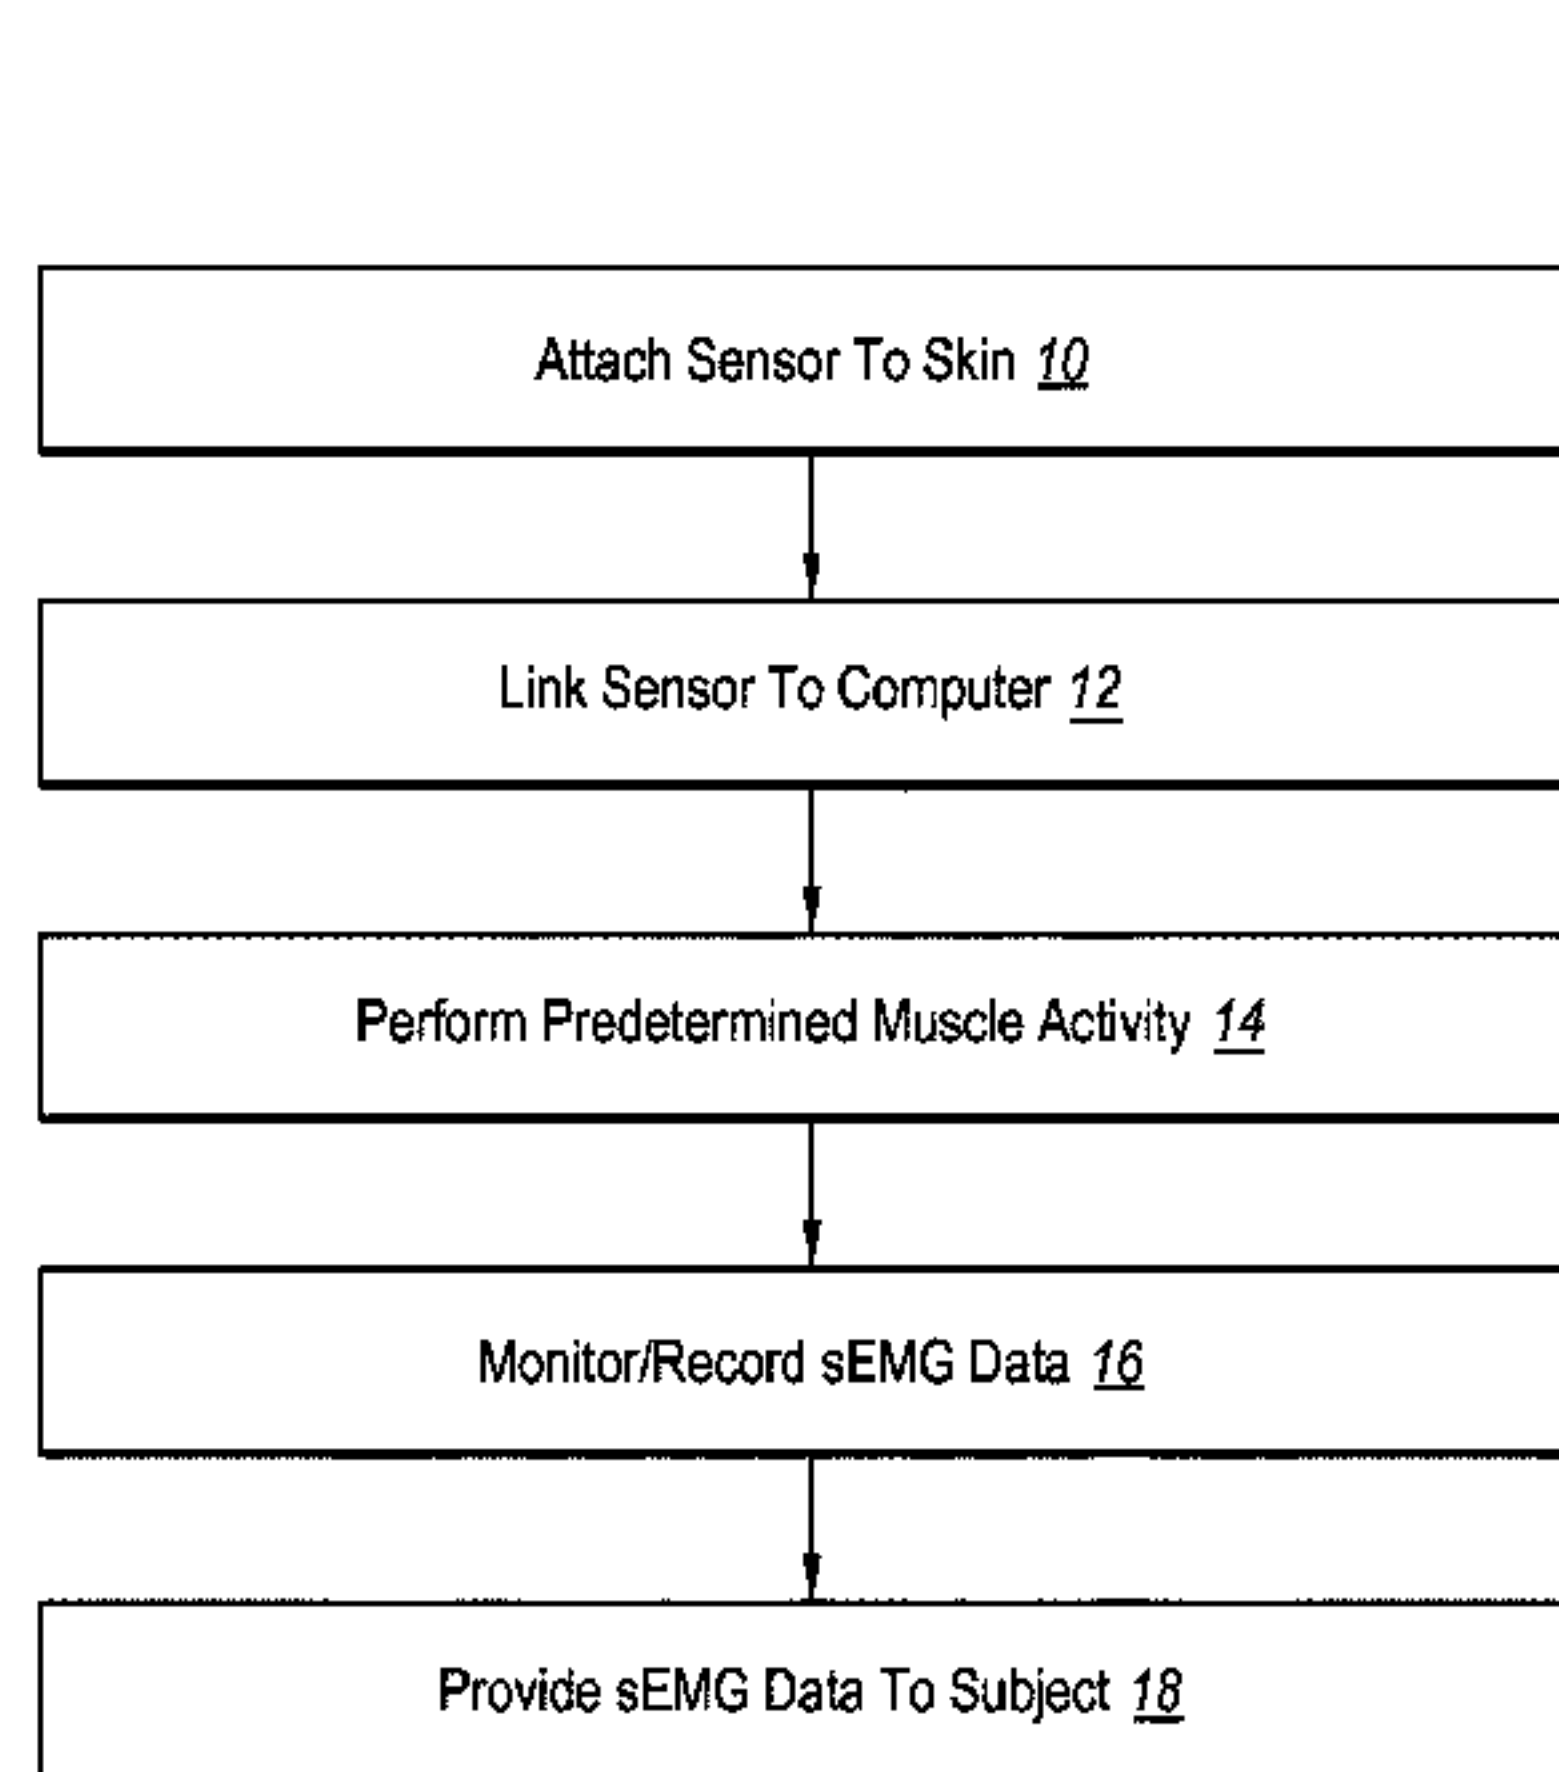 Attach Sensor To Skin 10
Link Sensor To Computer 12
Perform Predetermined Muscle Activity 14
Monitor/Record sEMG Data 16
Provide sEMG Data To Subject 18